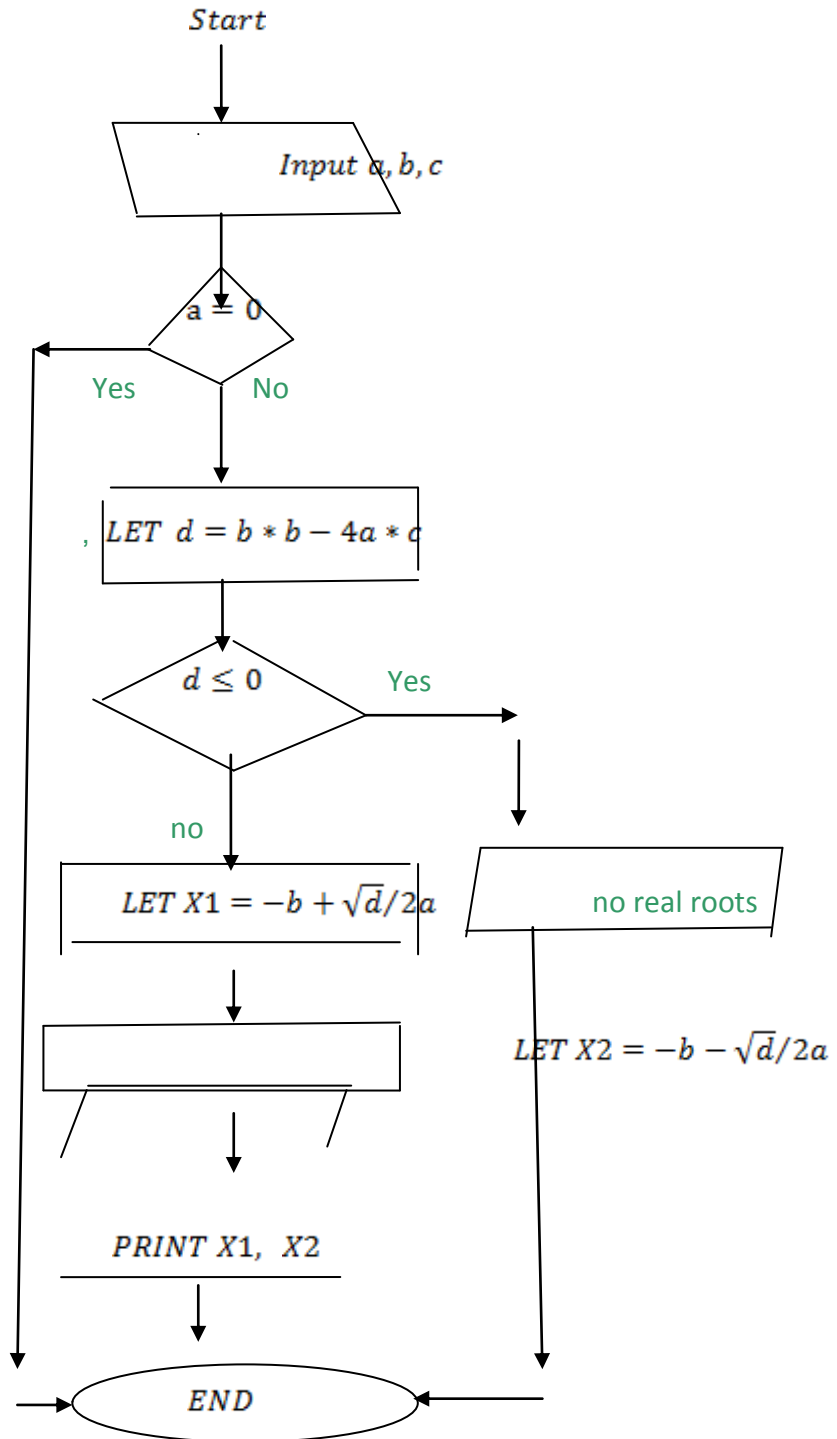 Start
Input a, b, c
a = 0
Yes No
, LET d = b ∗ b − 4a ∗ c
d ≤ 0
Yes
no
LET X1 = −b + √d/2a
no real roots
LET X2 = −b − √d/2a
PRINT X1, X2
END